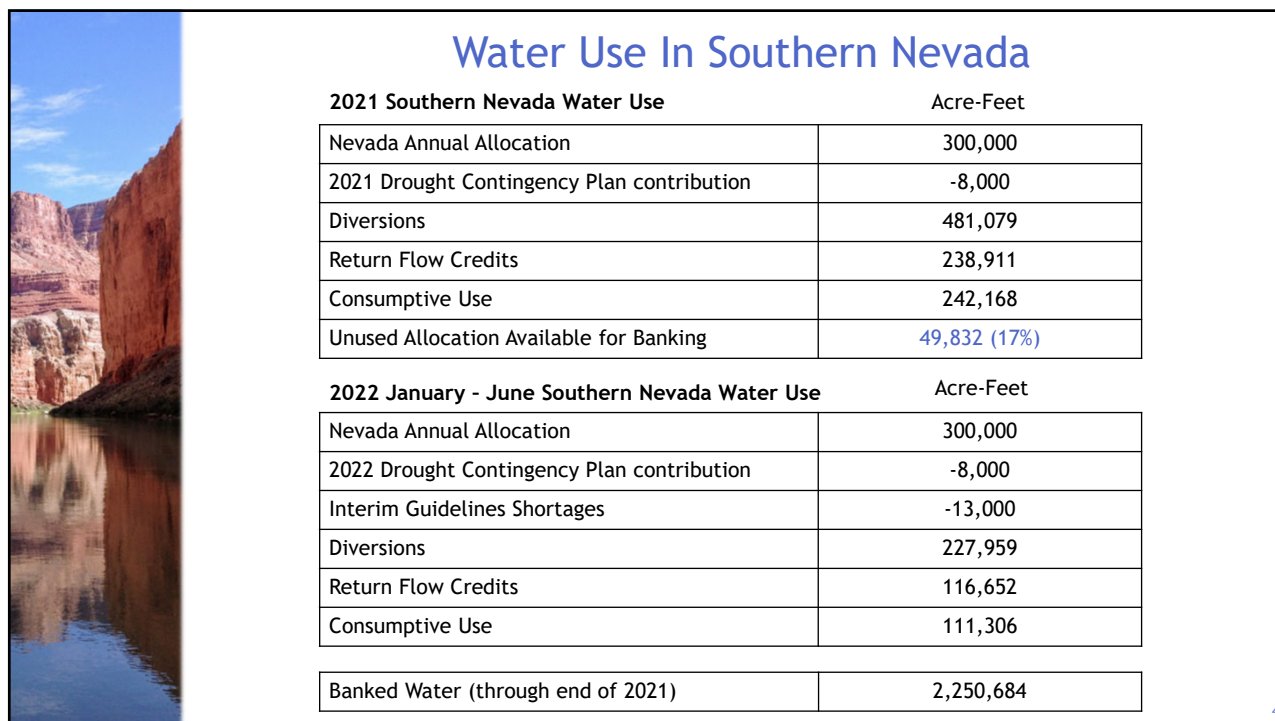 Water Use In Southern Nevada
2021 Southern Nevada Water Use Acre-Feet
Nevada Annual Allocation 300,000
2021 Drought Contingency Plan contribution -8,000
Diversions 481,079
Return Flow Credits 238,911
Consumptive Use 242,168
Unused Allocation Available for Banking 49,832 (17%)
2022 January – June Southern Nevada Water Use Acre-Feet
Nevada Annual Allocation 300,000
2022 Drought Contingency Plan contribution -8,000
Interim Guidelines Shortages -13,000
Diversions 227,959
Return Flow Credits 116,652
Consumptive Use 111,306
Banked Water (through end of 2021) 2,250,684